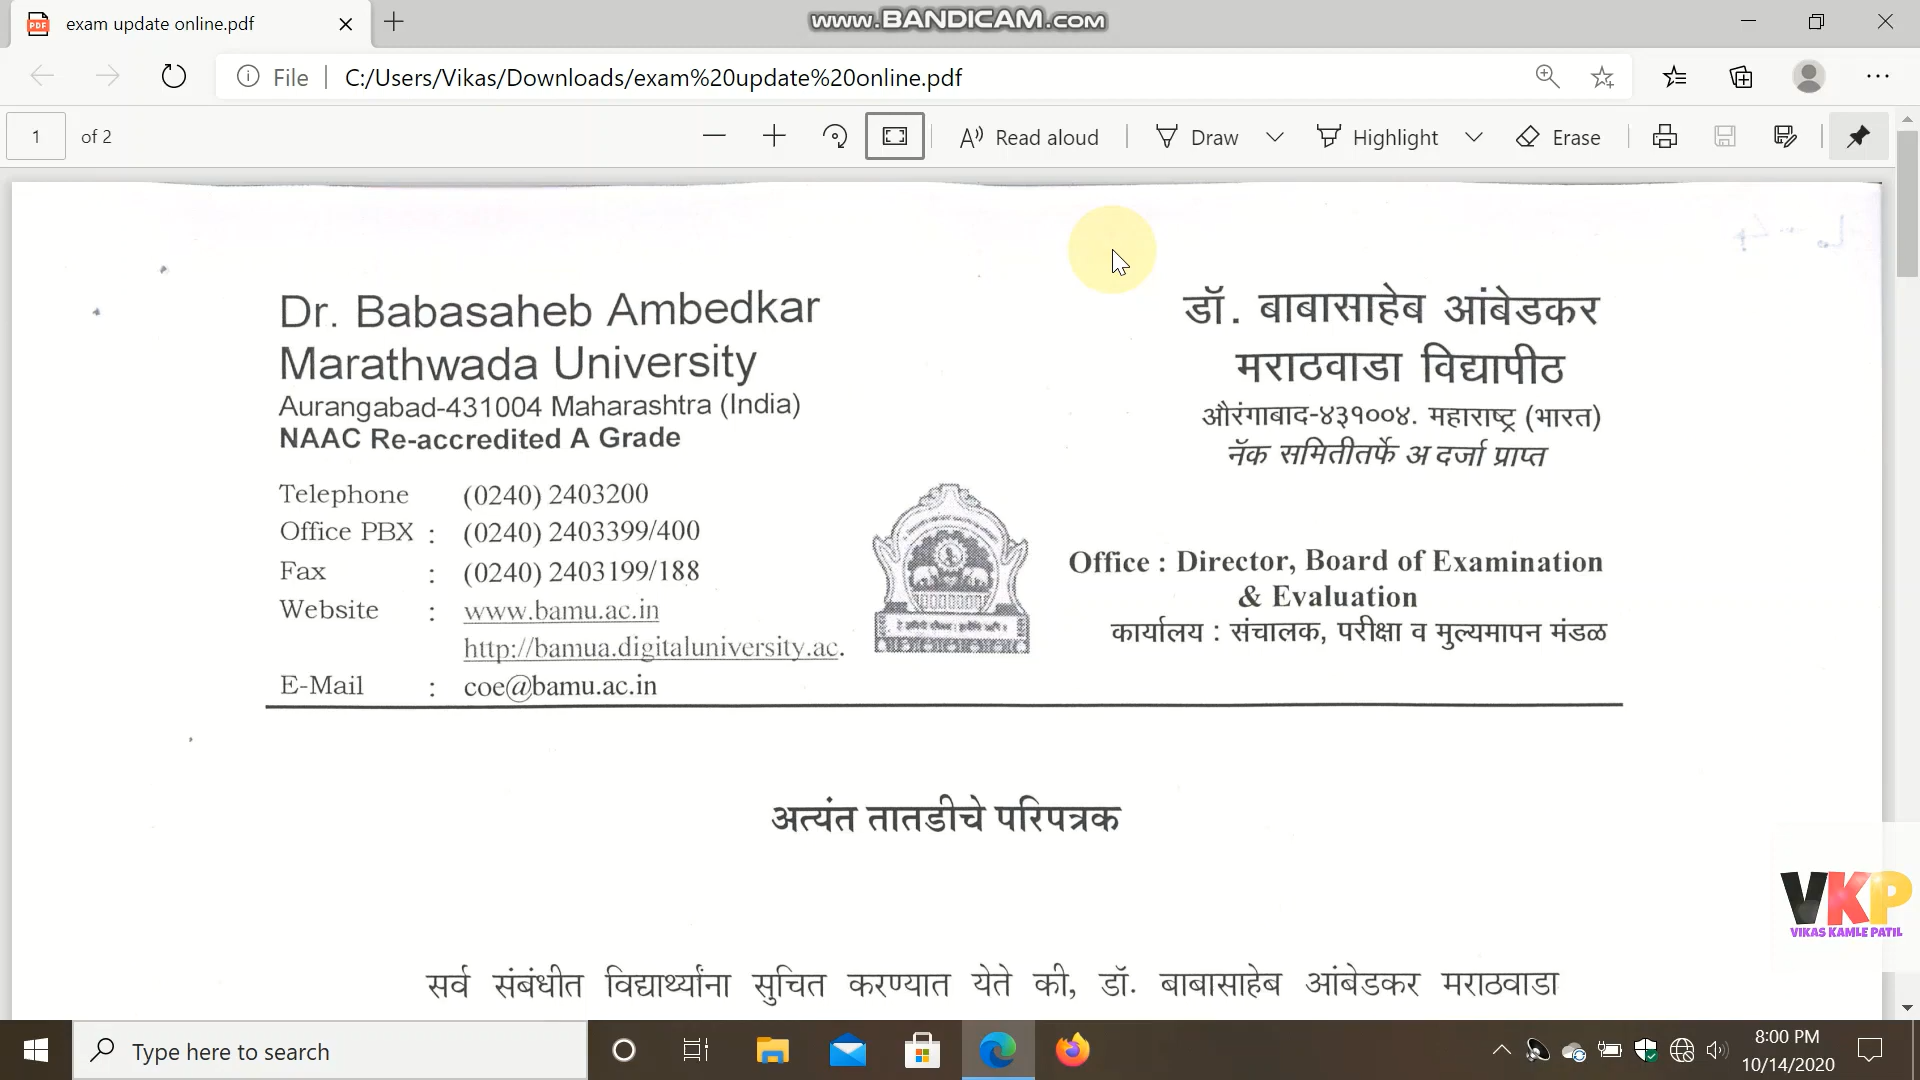 exam update online.pdf
www.BANDICAM.com
File
C:/Users/Vikas/Downloads/exam%20update%20online.pdf
1
of 2
Read aloud
Draw
Highlight
Erase
Dr. Babasaheb Ambedkar
Marathwada University
Aurangabad-431004 Maharashtra (India)
NAAC Re-accredited A Grade
Telephone (0240) 2403200
Office PBX : (0240) 2403399/400
Fax : (0240) 2403199/188
Website : www.bamu.ac.in
http://bamua.digitaluniversity.ac.
E-Mail : coe@bamu.ac.in
डॉ. बाबासाहेब आंबेडकर
मराठवाडा विद्यापीठ
औरंगाबाद-४३१००४. महाराष्ट्र (भारत)
नॅक समितीतर्फे अ दर्जा प्राप्त
Office : Director, Board of Examination
& Evaluation
कार्यालय : संचालक, परीक्षा व मुल्यमापन मंडळ
अत्यंत तातडीचे परिपत्रक
सर्व संबंधीत विद्यार्थ्यांना सुचित करण्यात येते की, डॉ. बाबासाहेब आंबेडकर मराठवाडा
VKP
VIKAS KAMLE PATIL
Type here to search
8:00 PM
10/14/2020